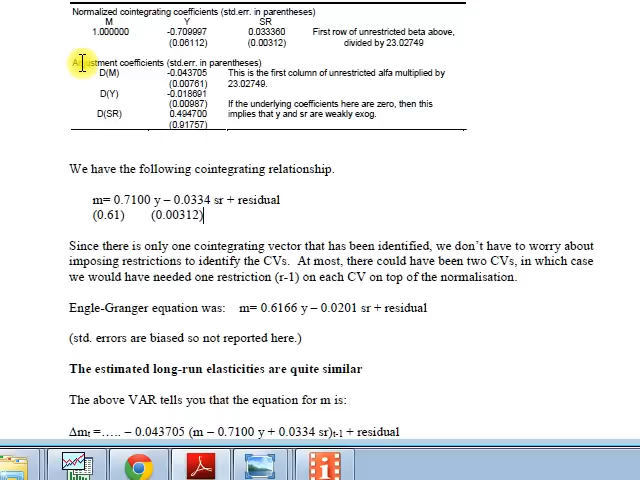 Normalized cointegrating coefficients (std.err. in parentheses)
M Y SR
1.000000 -0.709997 0.033360 First row of unrestricted beta above,
(0.06112) (0.00312) divided by 23.02749
Adjustment coefficients (std.err. in parentheses)
D(M) -0.043705 This is the first column of unrestricted alfa multiplied by
(0.00761) 23.02749.
D(Y) -0.018691
(0.00987) If the underlying coefficients here are zero, then this
D(SR) 0.494700 implies that y and sr are weakly exog.
(0.91757)
We have the following cointegrating relationship.
m= 0.7100 y – 0.0334 sr + residual
(0.61) (0.00312)
Since there is only one cointegrating vector that has been identified, we don’t have to worry about
imposing restrictions to identify the CVs. At most, there could have been two CVs, in which case
we would have needed one restriction (r-1) on each CV on top of the normalisation.
Engle-Granger equation was: m= 0.6166 y – 0.0201 sr + residual
(std. errors are biased so not reported here.)
The estimated long-run elasticities are quite similar
The above VAR tells you that the equation for m is:
Δmt =….. – 0.043705 (m – 0.7100 y + 0.0334 sr)t-1 + residual